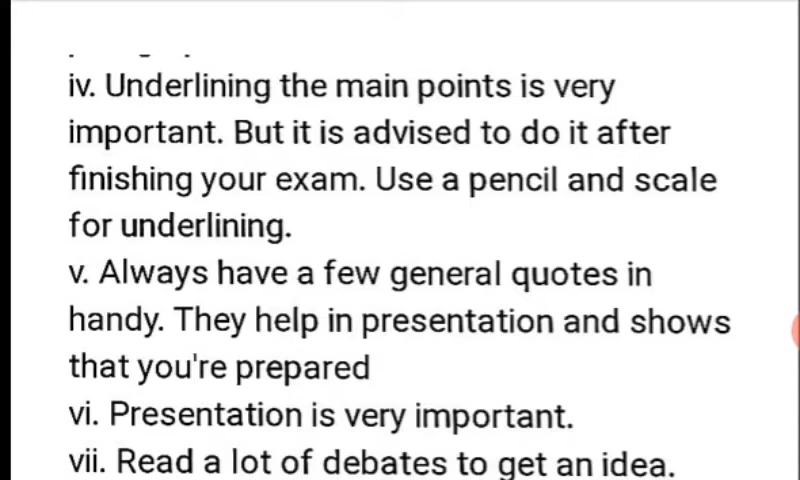 iv. Underlining the main points is very
important. But it is advised to do it after
finishing your exam. Use a pencil and scale
for underlining.
v. Always have a few general quotes in
handy. They help in presentation and shows
that you're prepared
vi. Presentation is very important.
vii. Read a lot of debates to get an idea.